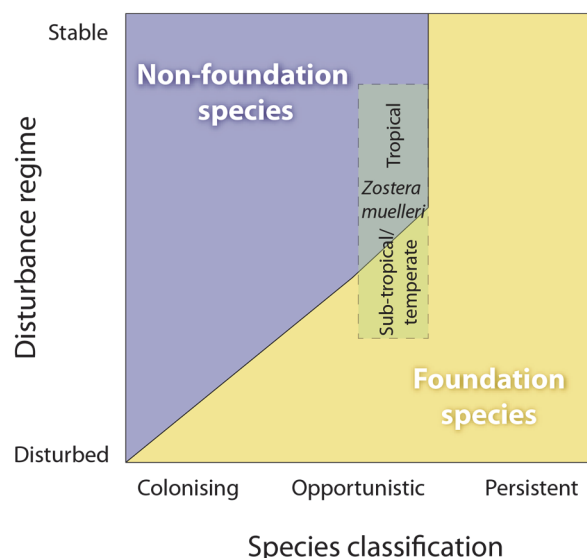 Stable
Non-foundation
species
Disturbance regime
Tropical
Zostera
muelleri
Sub-tropical/
temperate
Foundation
species
Disturbed
Colonising
Opportunistic
Persistent
Species classification